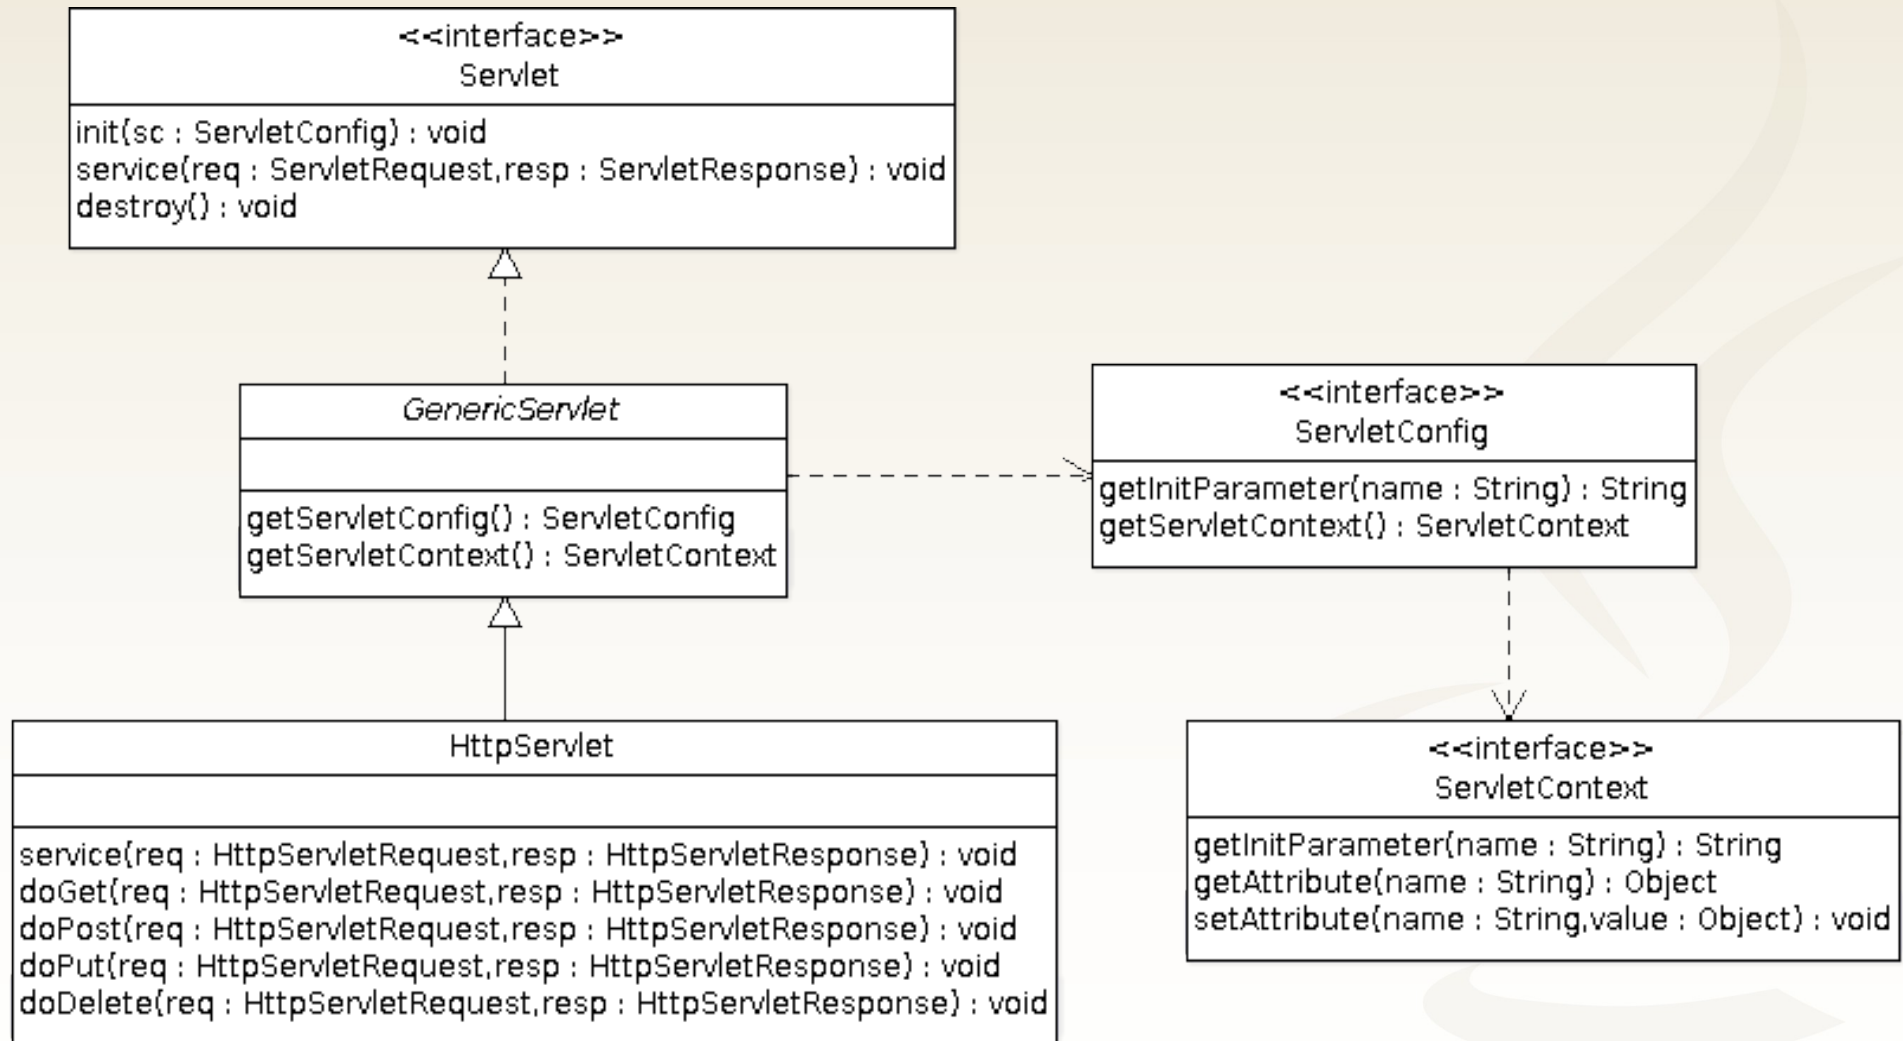 <<interface>>
Servlet
init(sc : ServletConfig) : void
service(req : ServletRequest,resp : ServletResponse) : void
destroy() : void
GenericServlet
getServletConfig() : ServletConfig
getServletContext() : ServletContext
<<interface>>
ServletConfig
getInitParameter(name : String) : String
getServletContext() : ServletContext
HttpServlet
service(req : HttpServletRequest,resp : HttpServletResponse) : void
doGet(req : HttpServletRequest,resp : HttpServletResponse) : void
doPost(req : HttpServletRequest,resp : HttpServletResponse) : void
doPut(req : HttpServletRequest,resp : HttpServletResponse) : void
doDelete(req : HttpServletRequest,resp : HttpServletResponse) : void
<<interface>>
ServletContext
getInitParameter(name : String) : String
getAttribute(name : String) : Object
setAttribute(name : String,value : Object) : void